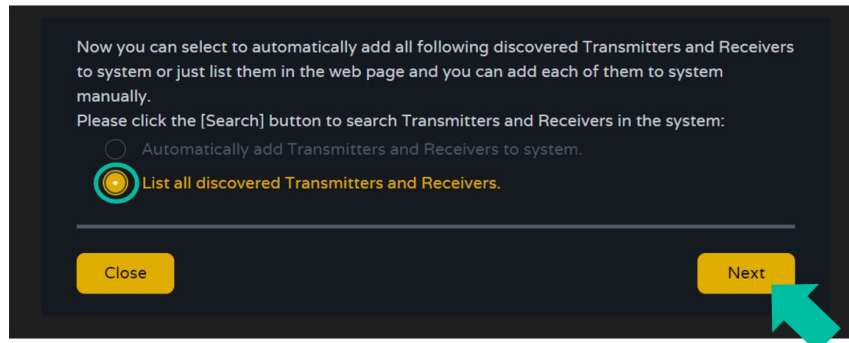 Now you can select to automatically add all following discovered Transmitters and Receivers
to system or just list them in the web page and you can add each of them to system
manually.
Please click the [Search] button to search Transmitters and Receivers in the system:
Automatically add Transmitters and Receivers to system.
List all discovered Transmitters and Receivers.
Close
Next